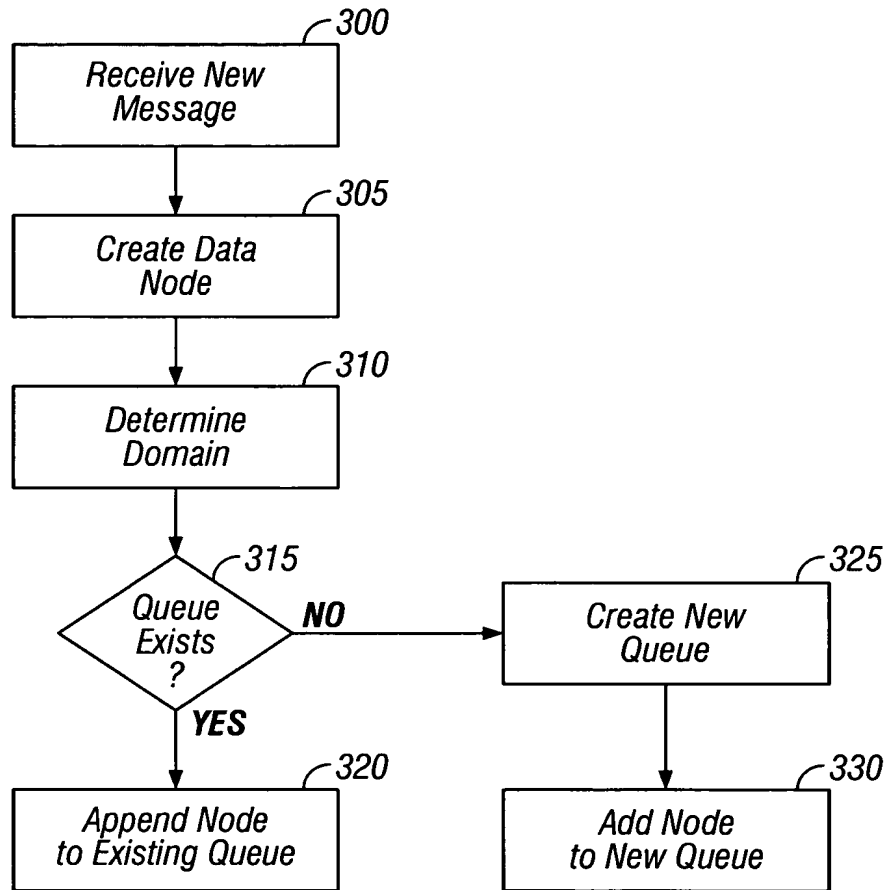 300
Receive New
Message
305
Create Data
Node
310
Determine
Domain
315
Queue
Exists
?
NO
YES
325
Create New
Queue
320
Append Node
to Existing Queue
330
Add Node
to New Queue